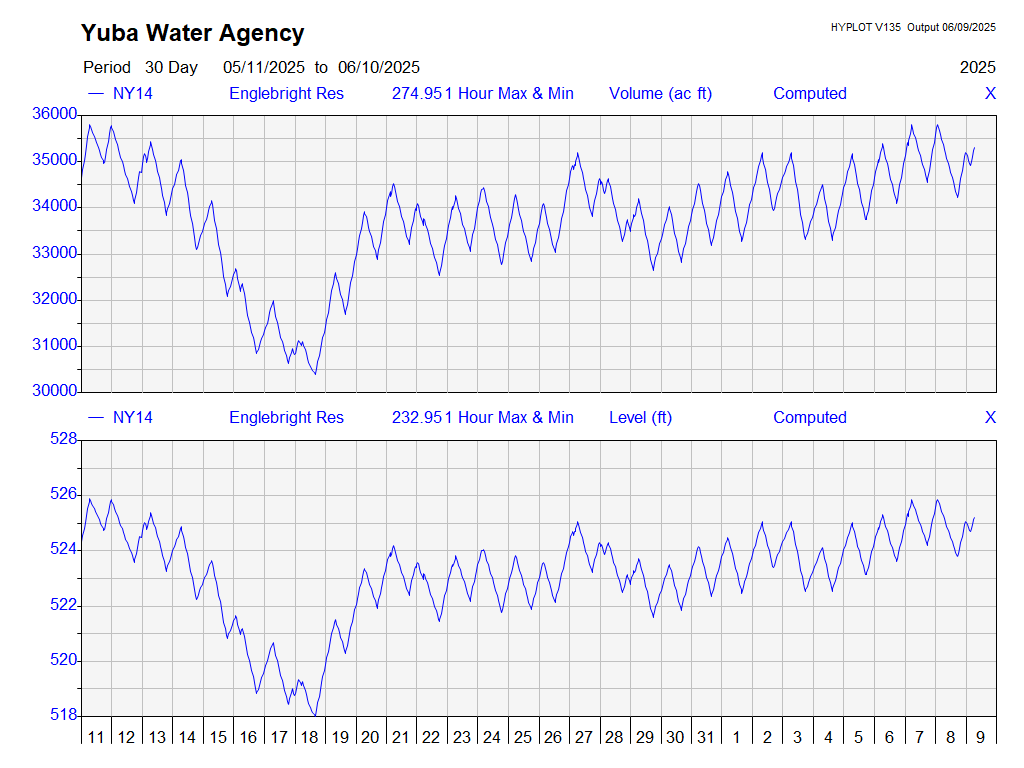 Yuba Water Agency
HYPLOT V135 Output 06/09/2025
Period 30 Day 05/11/2025 to 06/10/2025 2025
— NY14 Englebright Res 274.951 Hour Max & Min Volume (ac ft) Computed X
36000
35000
34000
33000
32000
31000
30000
— NY14 Englebright Res 232.951 Hour Max & Min Level (ft) Computed X
528
526
524
522
520
518
11 12 13 14 15 16 17 18 19 20 21 22 23 24 25 26 27 28 29 30 31 1 2 3 4 5 6 7 8 9